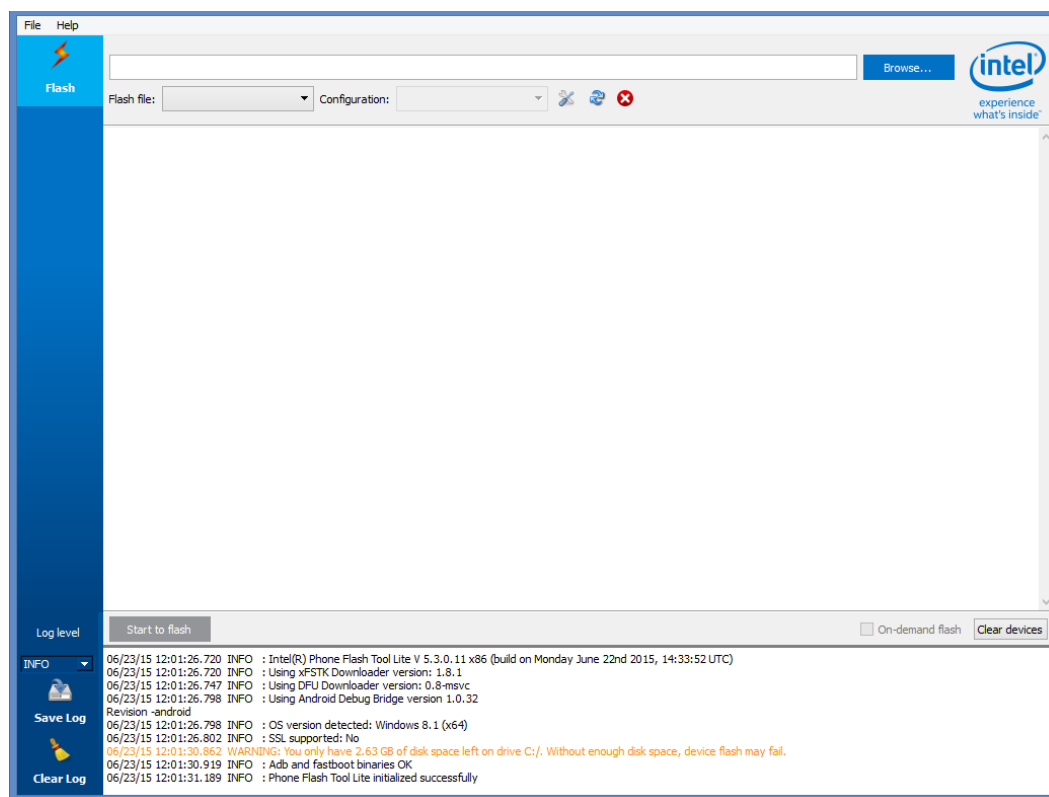 File Help
Flash
Browse...
intel
experience
what's inside™
Flash file:
Configuration:
Log level
Start to flash
On-demand flash
Clear devices
INFO
Save Log
Clear Log
06/23/15 12:01:26.720 INFO : Intel(R) Phone Flash Tool Lite V 5.3.0.11 x86 (build on Monday June 22nd 2015, 14:33:52 UTC)
06/23/15 12:01:26.720 INFO : Using xFSTK Downloader version: 1.8.1
06/23/15 12:01:26.747 INFO : Using DFU Downloader version: 0.8-msvc
06/23/15 12:01:26.798 INFO : Using Android Debug Bridge version 1.0.32
Revision -android
06/23/15 12:01:26.798 INFO : OS version detected: Windows 8.1 (x64)
06/23/15 12:01:26.802 INFO : SSL supported: No
06/23/15 12:01:30.862 WARNING: You only have 2.63 GB of disk space left on drive C:/. Without enough disk space, device flash may fail.
06/23/15 12:01:30.919 INFO : Adb and fastboot binaries OK
06/23/15 12:01:31.189 INFO : Phone Flash Tool Lite initialized successfully